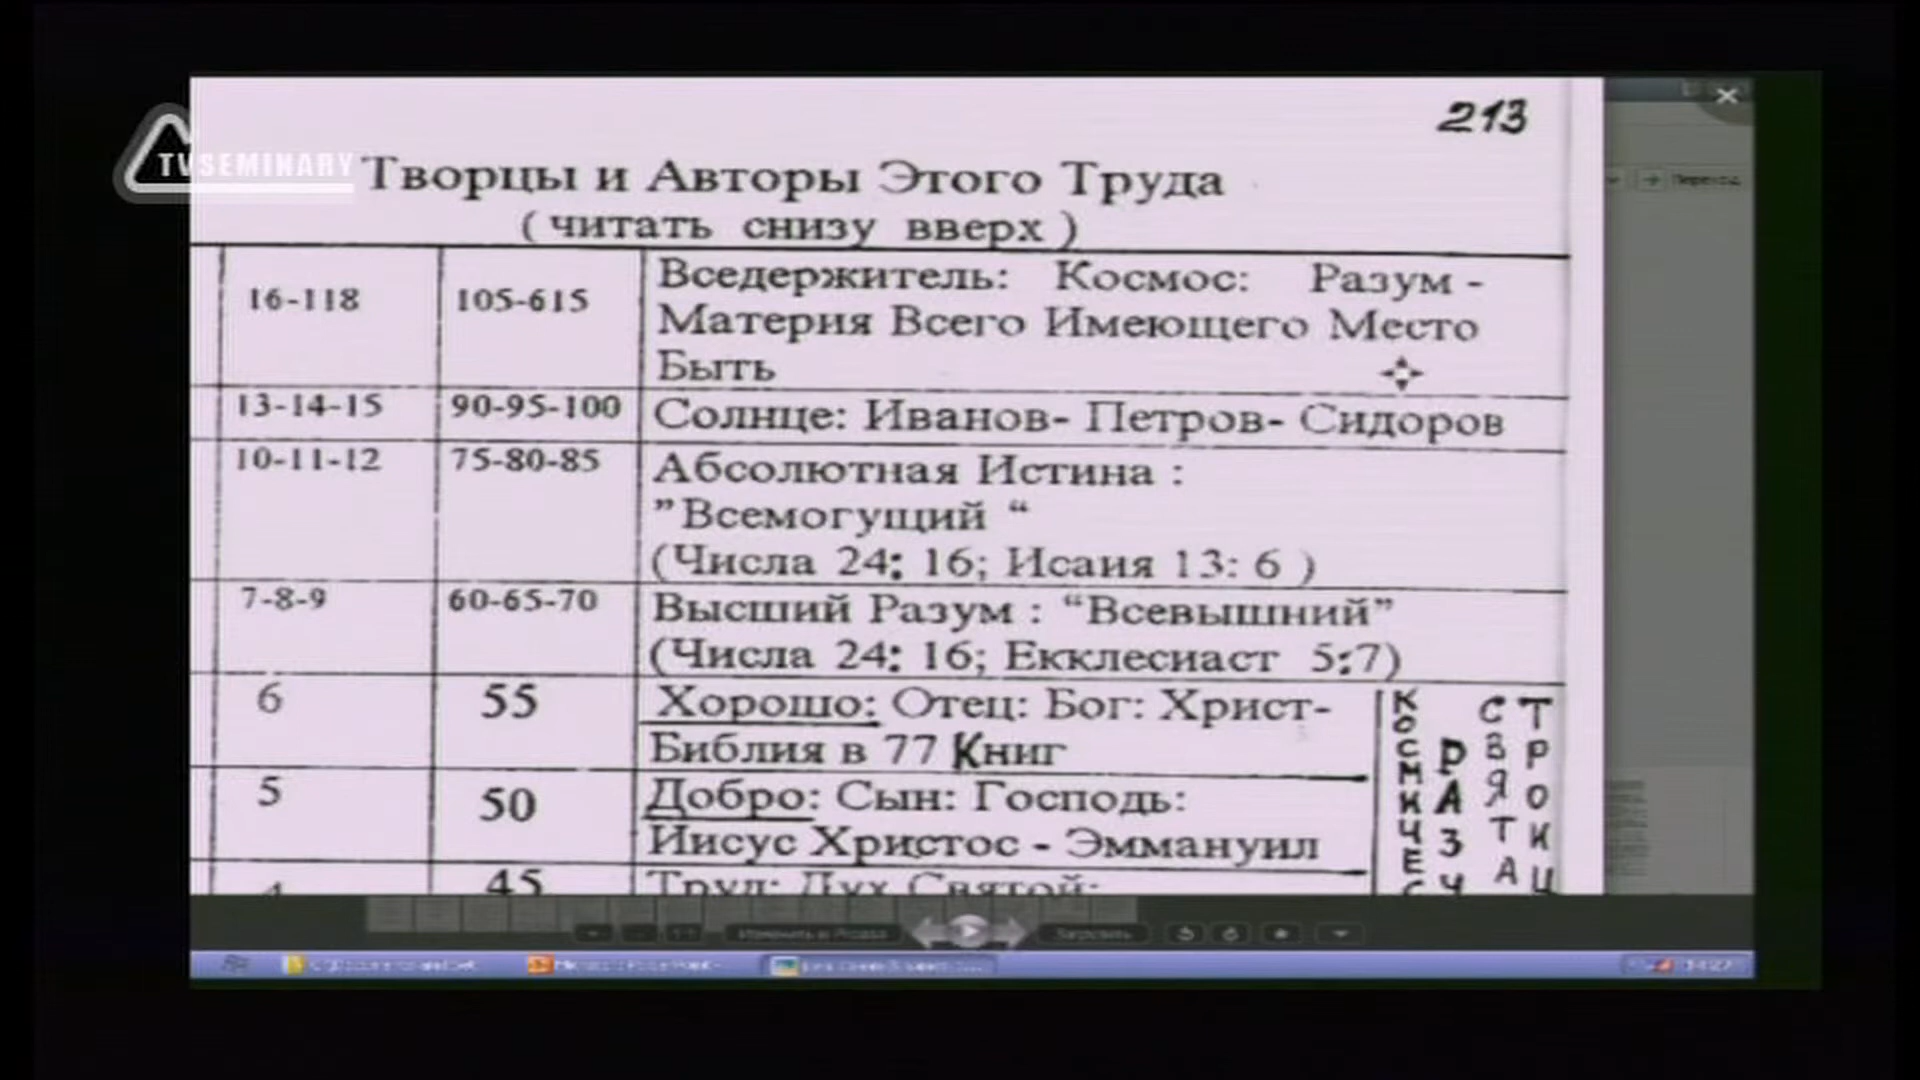 213
TVSEMINARY
Творцы и Авторы Этого Труда
( читать снизу вверх )
16-118 105-615 Вседержитель: Космос: Разум -
Материя Всего Имеющего Место
Быть
13-14-15 90-95-100 Солнце: Иванов- Петров- Сидоров
10-11-12 75-80-85 Абсолютная Истина :
”Всемогущий “
(Числа 24: 16; Исаия 13: 6 )
7-8-9 60-65-70 Высший Разум : “Всевышний”
(Числа 24: 16; Екклесиаст 5:7)
6 55 Хорошо: Отец: Бог: Христ-
Библия в 77 Книг
5 50 Добро: Сын: Господь:
Иисус Христос - Эммануил
45 Труд: Дух Святой: